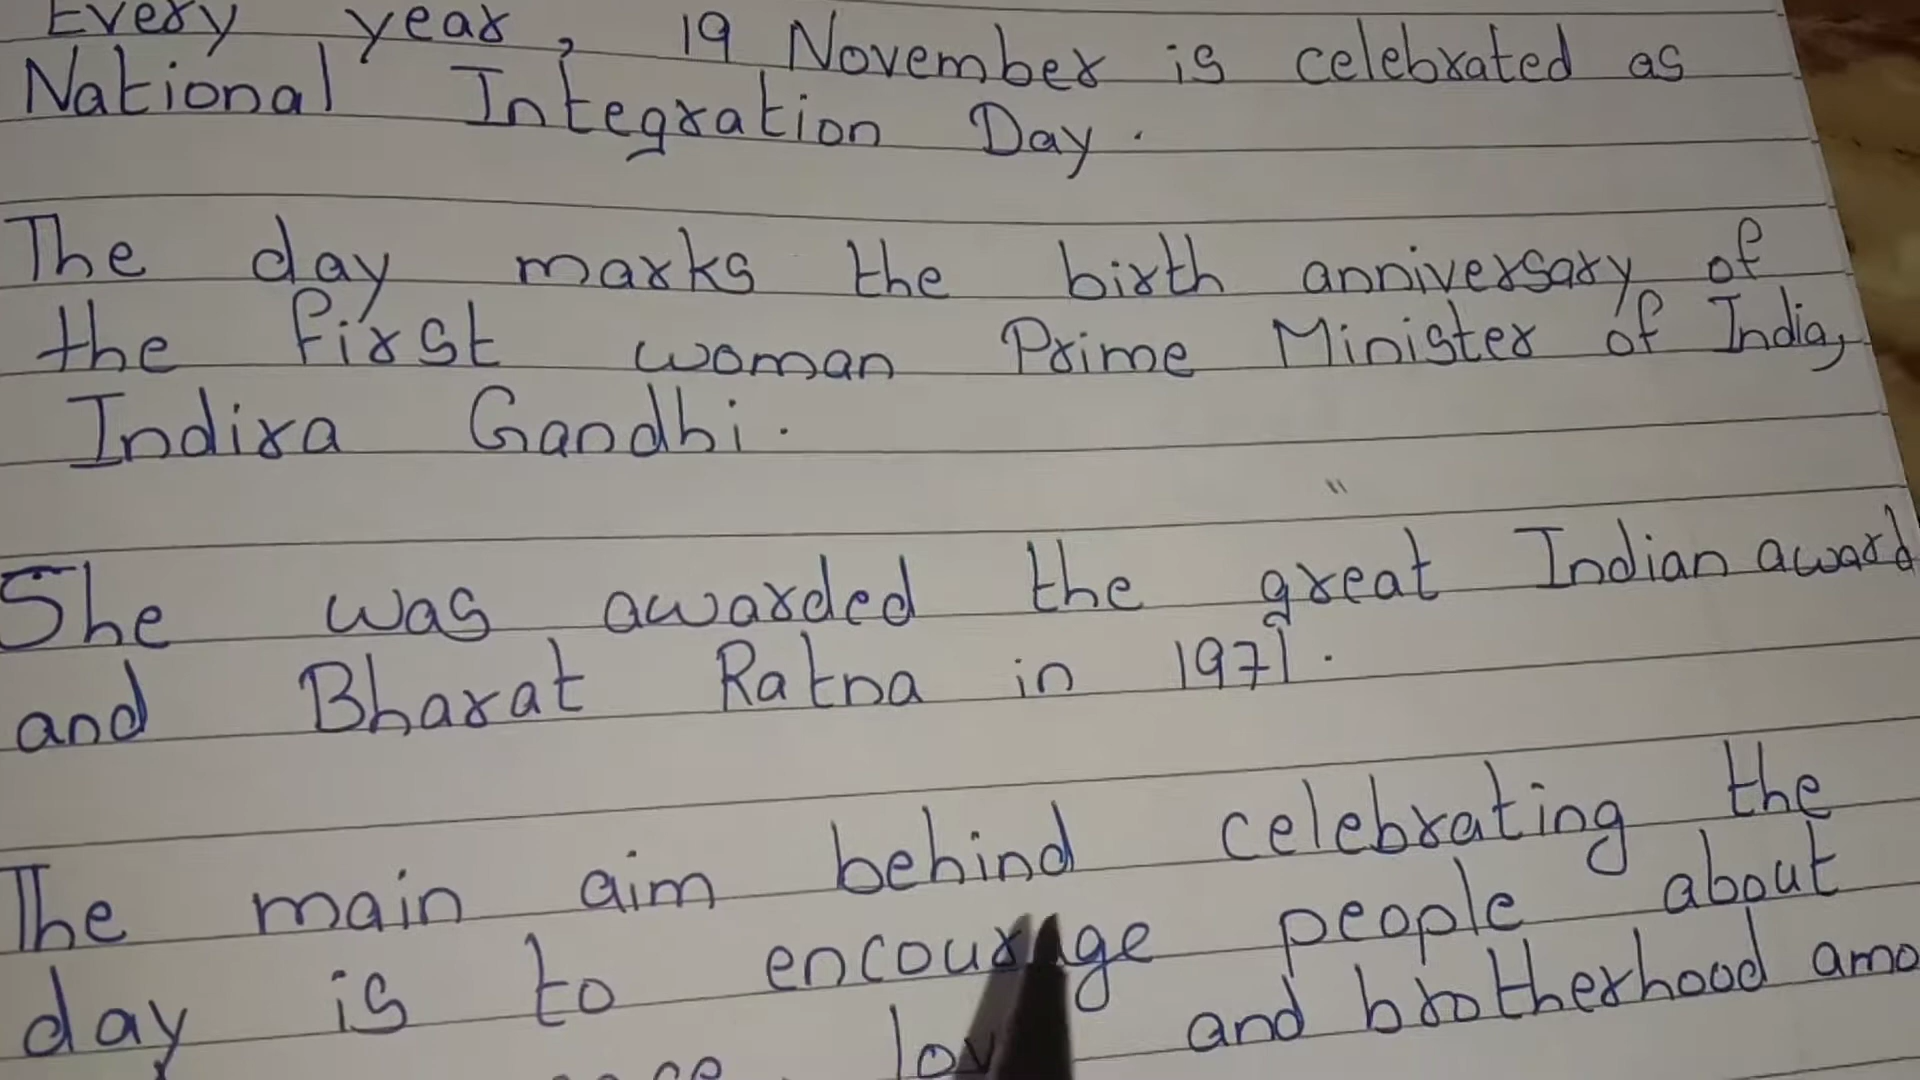 Every year, 19 November is celebrated as
National Integration Day.
The day marks the birth anniversary of
the first woman Prime Minister of India,
Indira Gandhi.
She was awarded the great Indian award
and Bharat Ratna in 1971.
The main aim behind celebrating the
day is to encourage people about
and brotherhood amo